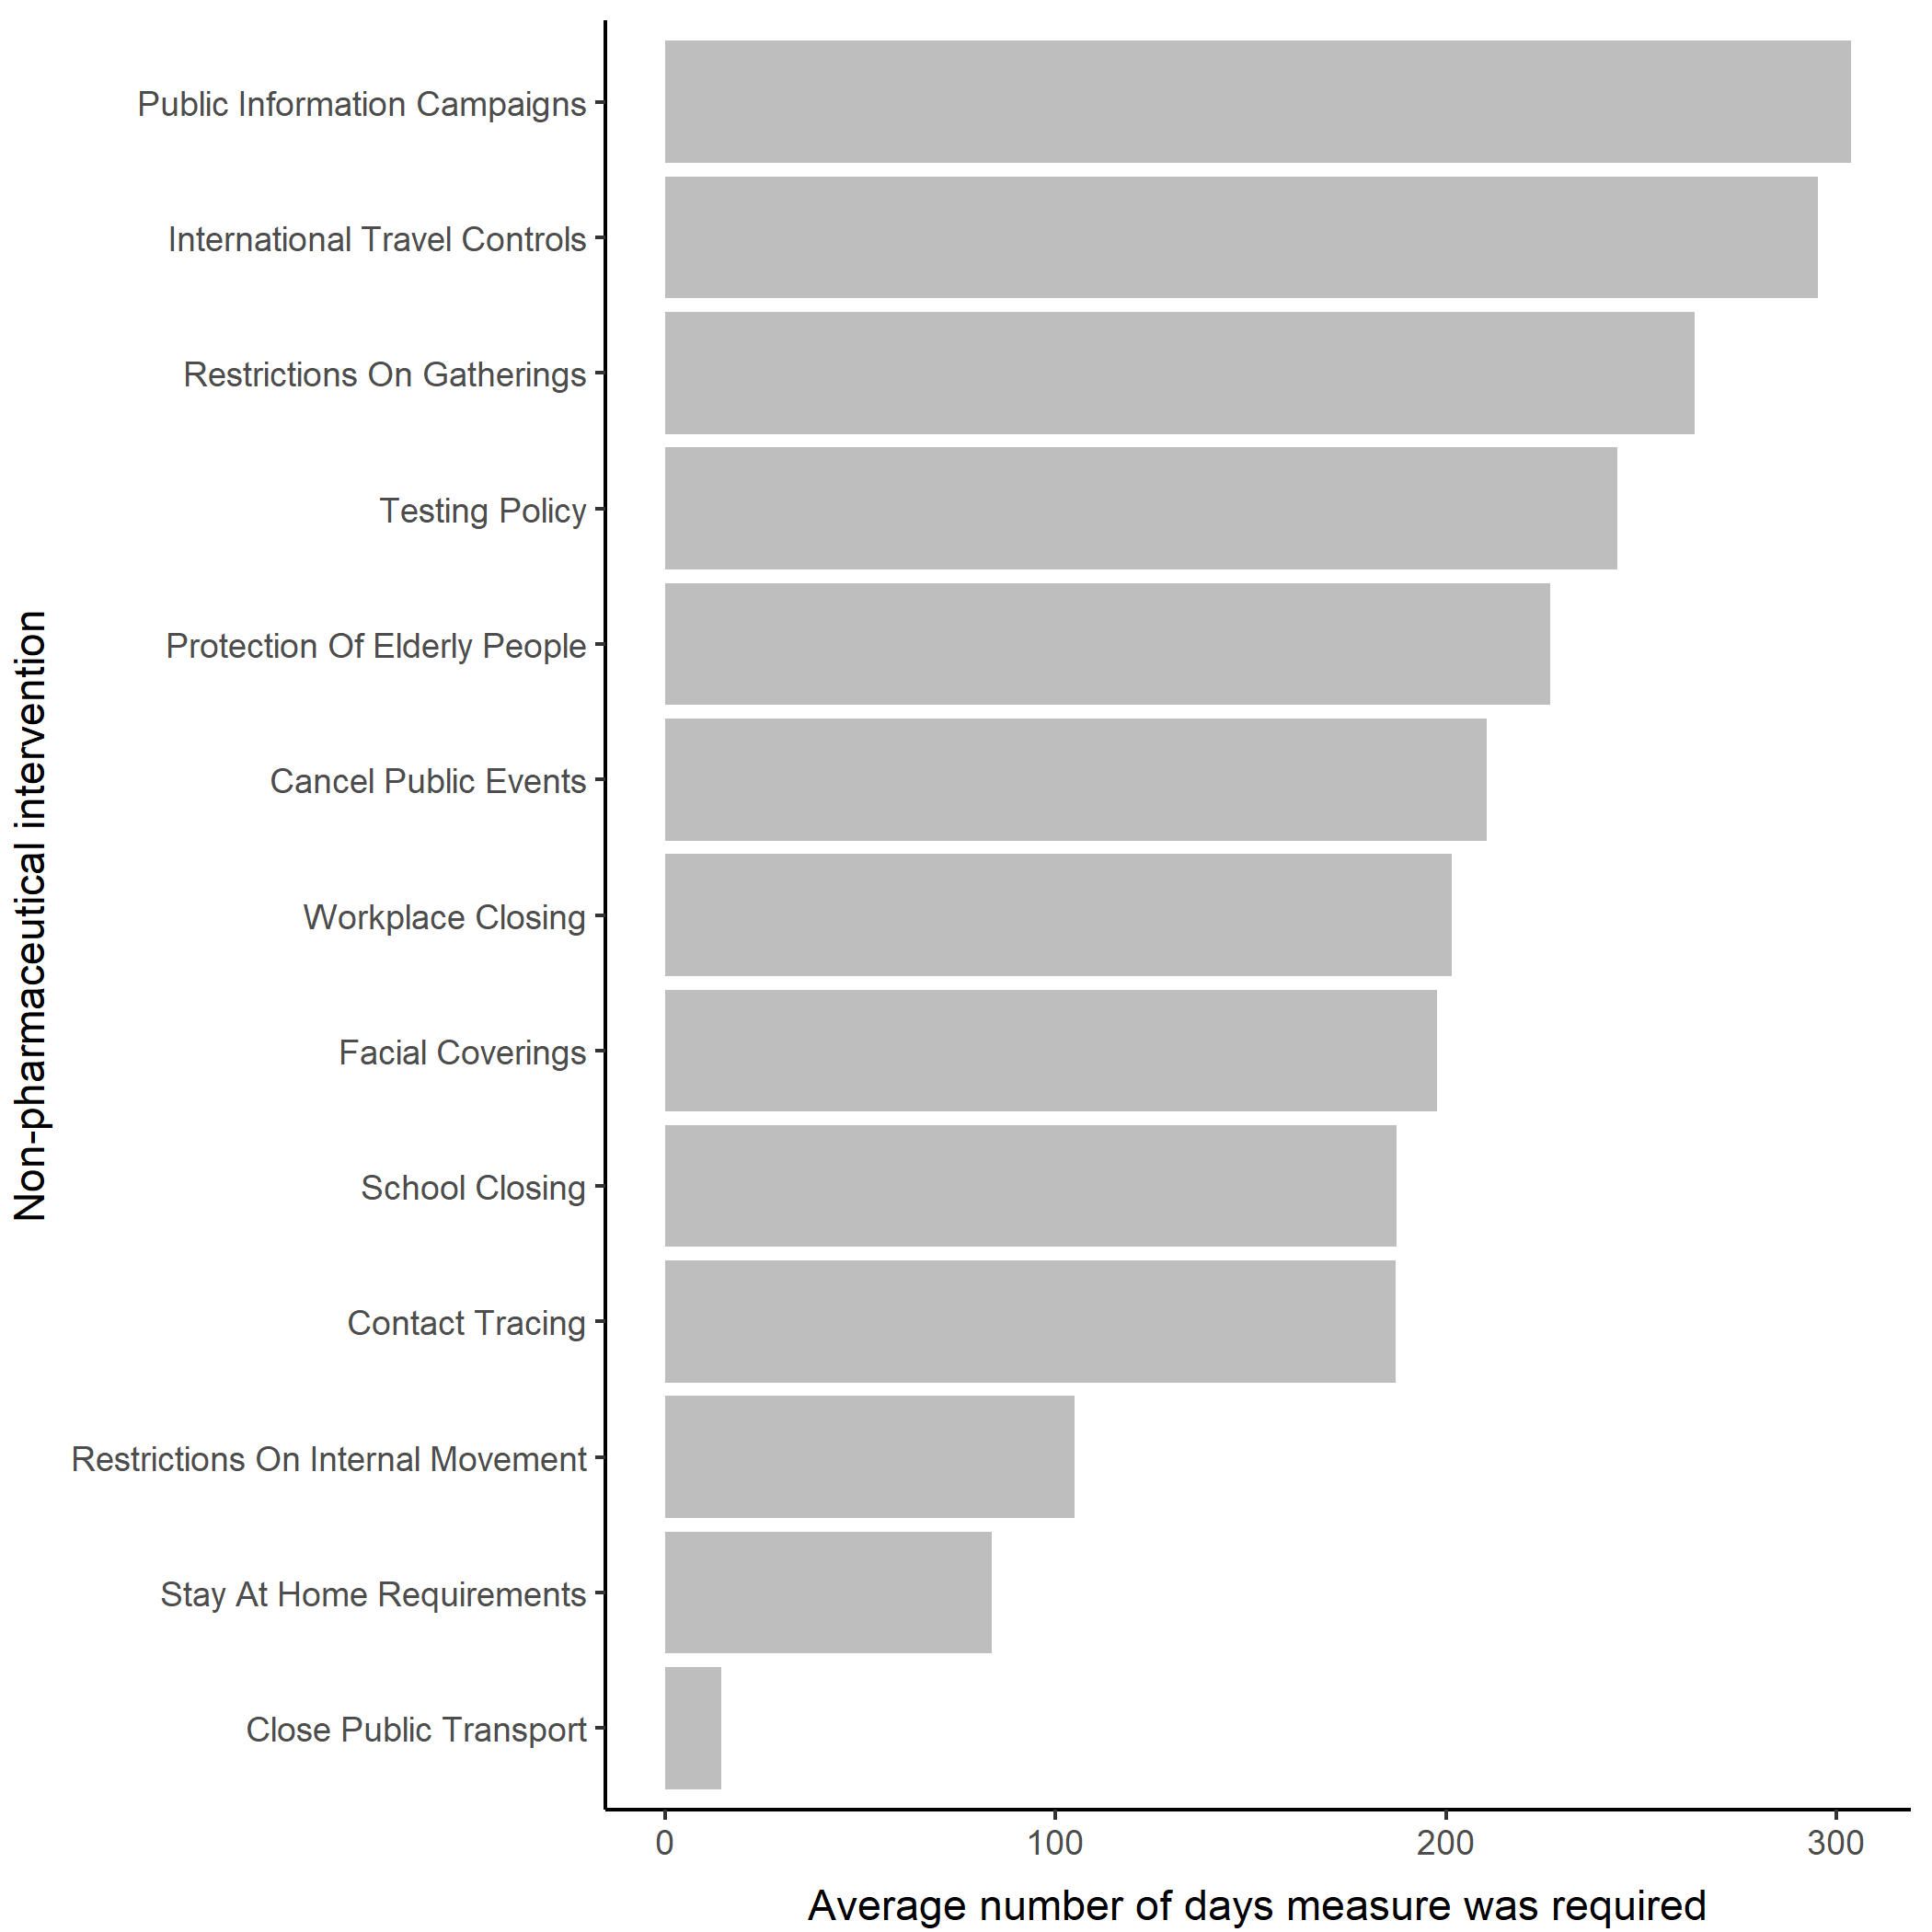 Non-pharmaceutical intervention
Public Information Campaigns
International Travel Controls
Restrictions On Gatherings
Testing Policy
Protection Of Elderly People
Cancel Public Events
Workplace Closing
Facial Coverings
School Closing
Contact Tracing
Restrictions On Internal Movement
Stay At Home Requirements
Close Public Transport
0 100 200 300
Average number of days measure was required